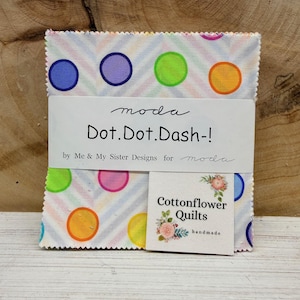 moda
Dot.Dot.Dash-!
by Me & My Sister Designs for moda
Cottonflower
Quilts
handmade